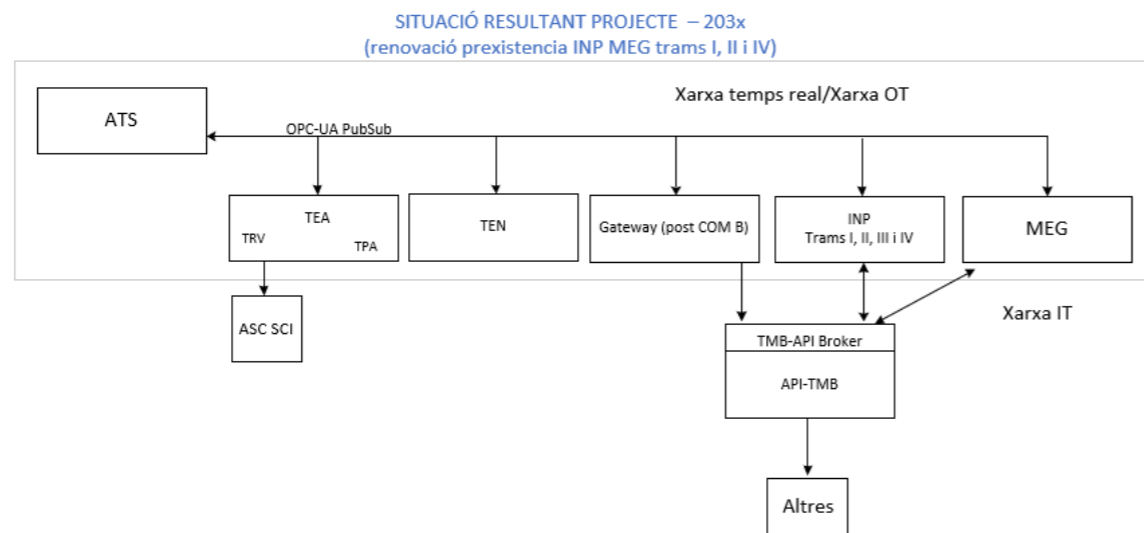 SITUACIÓ RESULTANT PROJECTE – 203x
(renovació prexistencia INP MEG trams I, II i IV)
Xarxa temps real/Xarxa OT
ATS
OPC-UA PubSub
TEA
TRV
TPA
TEN
Gateway (post COM B)
INP
Trams I, II, III i IV
MEG
ASC SCI
Xarxa IT
TMB-API Broker
API-TMB
Altres